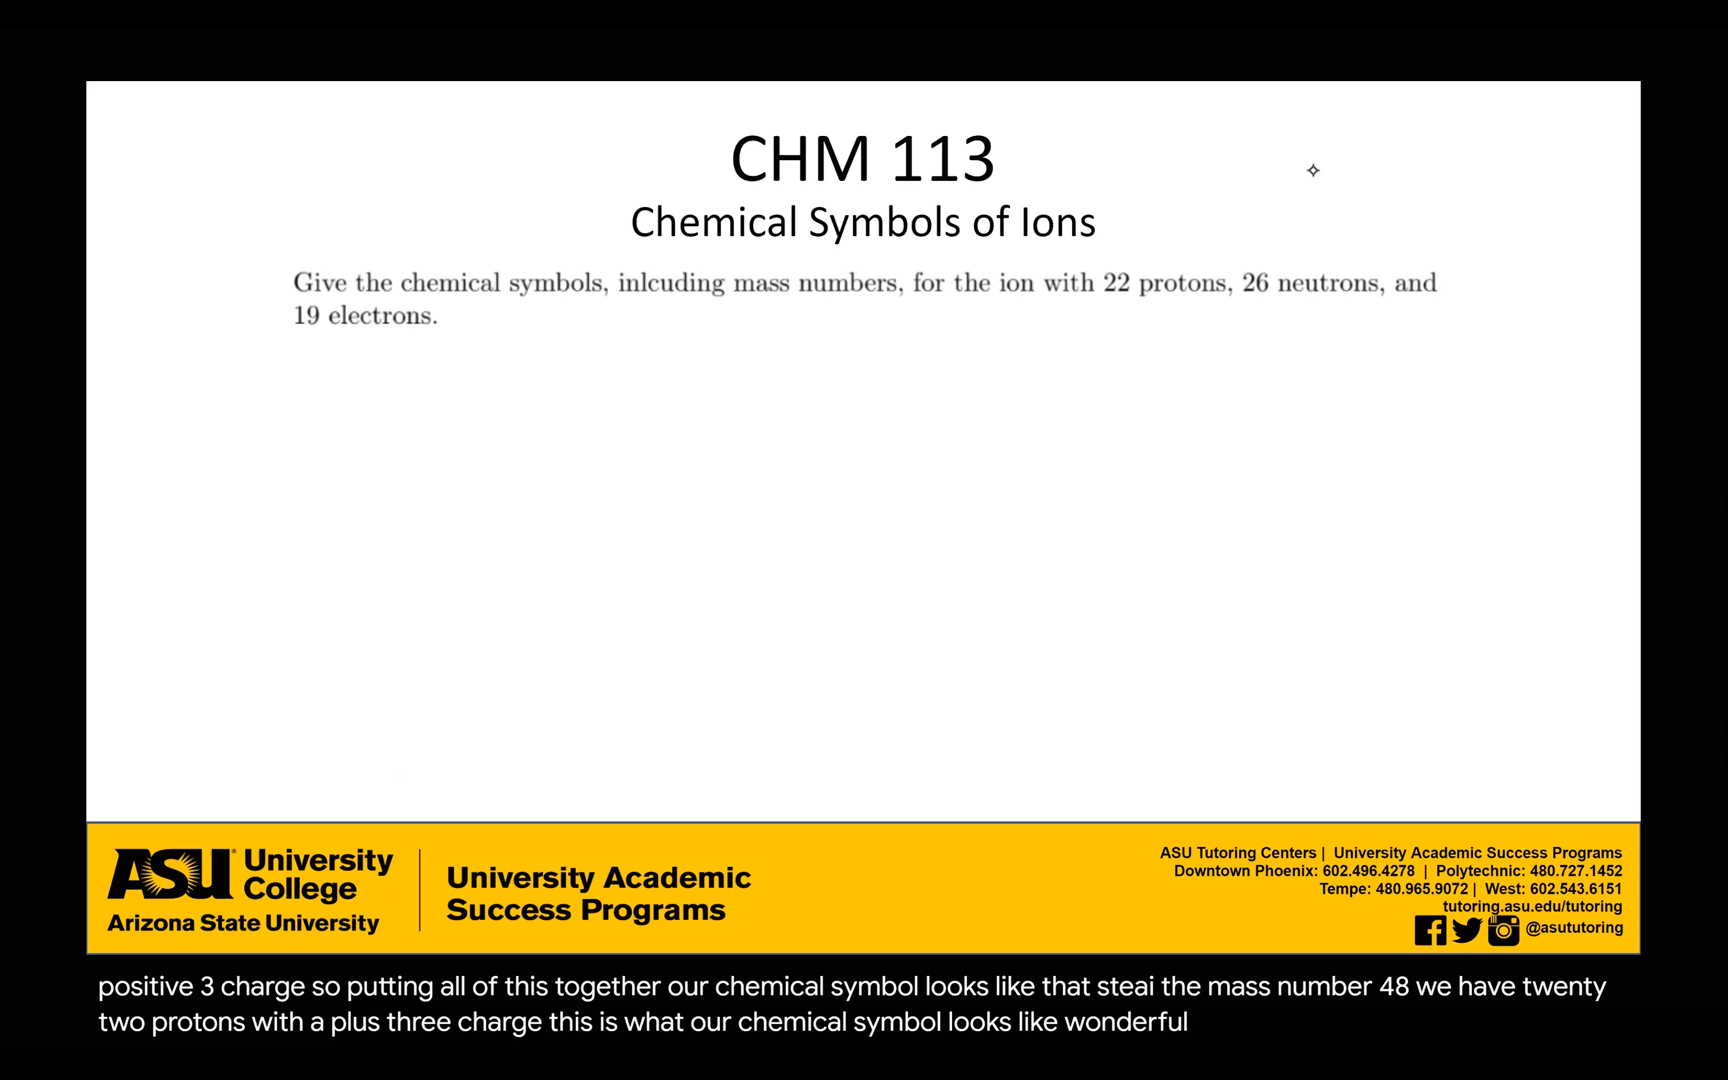 CHM 113
Chemical Symbols of Ions
Give the chemical symbols, inlcuding mass numbers, for the ion with 22 protons, 26 neutrons, and
19 electrons.
ASU University
College
Arizona State University
University Academic
Success Programs
ASU Tutoring Centers | University Academic Success Programs
Downtown Phoenix: 602.496.4278 | Polytechnic: 480.727.1452
Tempe: 480.965.9072 | West: 602.543.6151
tutoring.asu.edu/tutoring
@asututoring
positive 3 charge so putting all of this together our chemical symbol looks like that steai the mass number 48 we have twenty
two protons with a plus three charge this is what our chemical symbol looks like wonderful